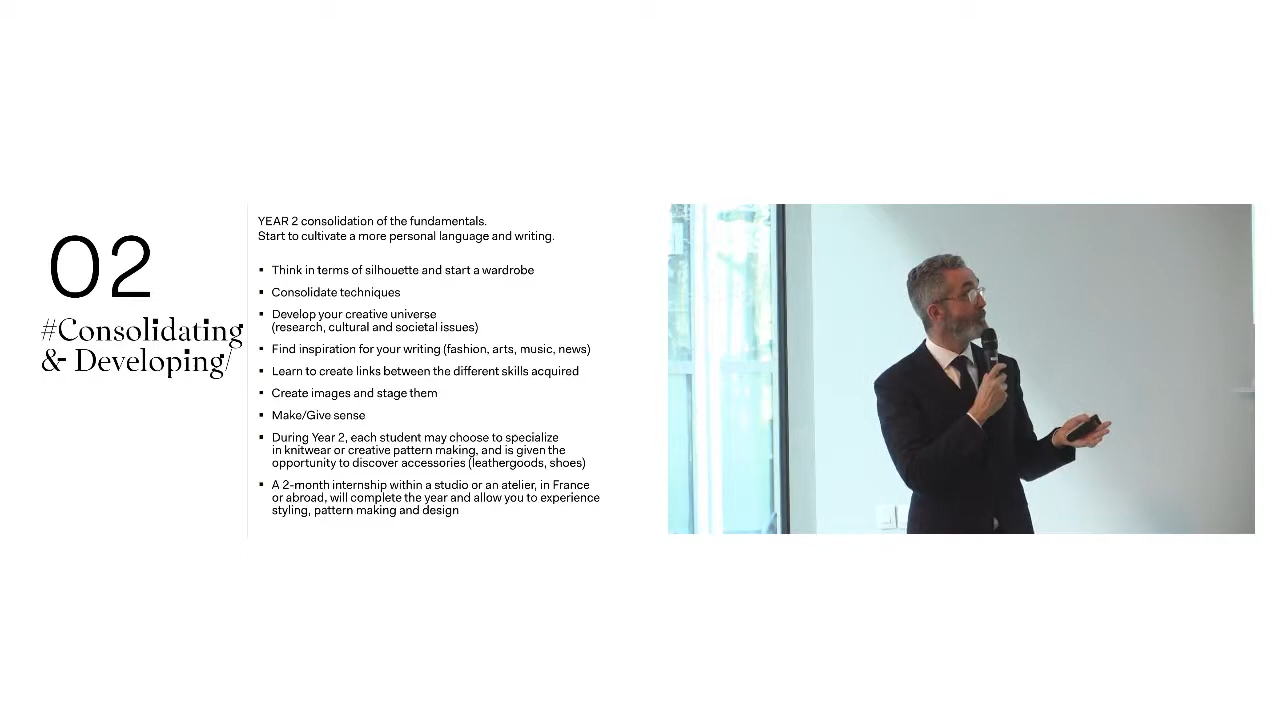 02
#Consolidating
& Developing/
YEAR 2 consolidation of the fundamentals.
Start to cultivate a more personal language and writing.
▪ Think in terms of silhouette and start a wardrobe
▪ Consolidate techniques
▪ Develop your creative universe
(research, cultural and societal issues)
▪ Find inspiration for your writing (fashion, arts, music, news)
▪ Learn to create links between the different skills acquired
▪ Create images and stage them
▪ Make/Give sense
▪ During Year 2, each student may choose to specialize
in knitwear or creative pattern making, and is given the
opportunity to discover accessories (leathergoods, shoes)
▪ A 2-month internship within a studio or an atelier, in France
or abroad, will complete the year and allow you to experience
styling, pattern making and design